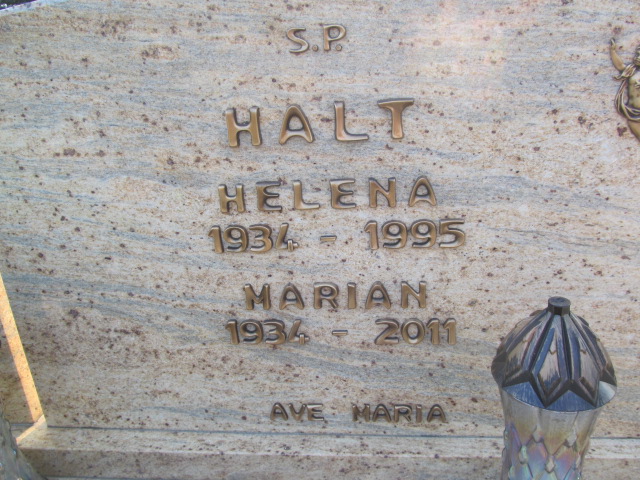 S.P.
HALT
HELENA
1934 - 1995
MARIAN
1934 - 2011
AVE MARIA